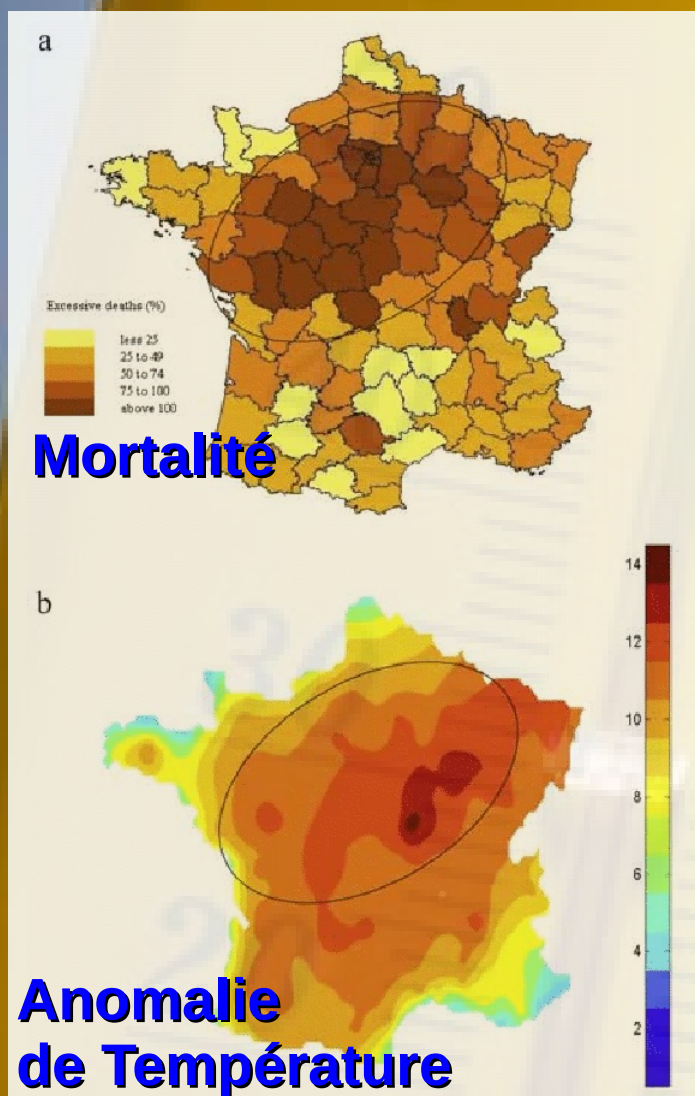 a
Excessive deaths (%)
less 25
25 to 49
50 to 74
75 to 100
above 100
Mortalité
b
14
12
10
8
6
4
2
Anomalie
de Température